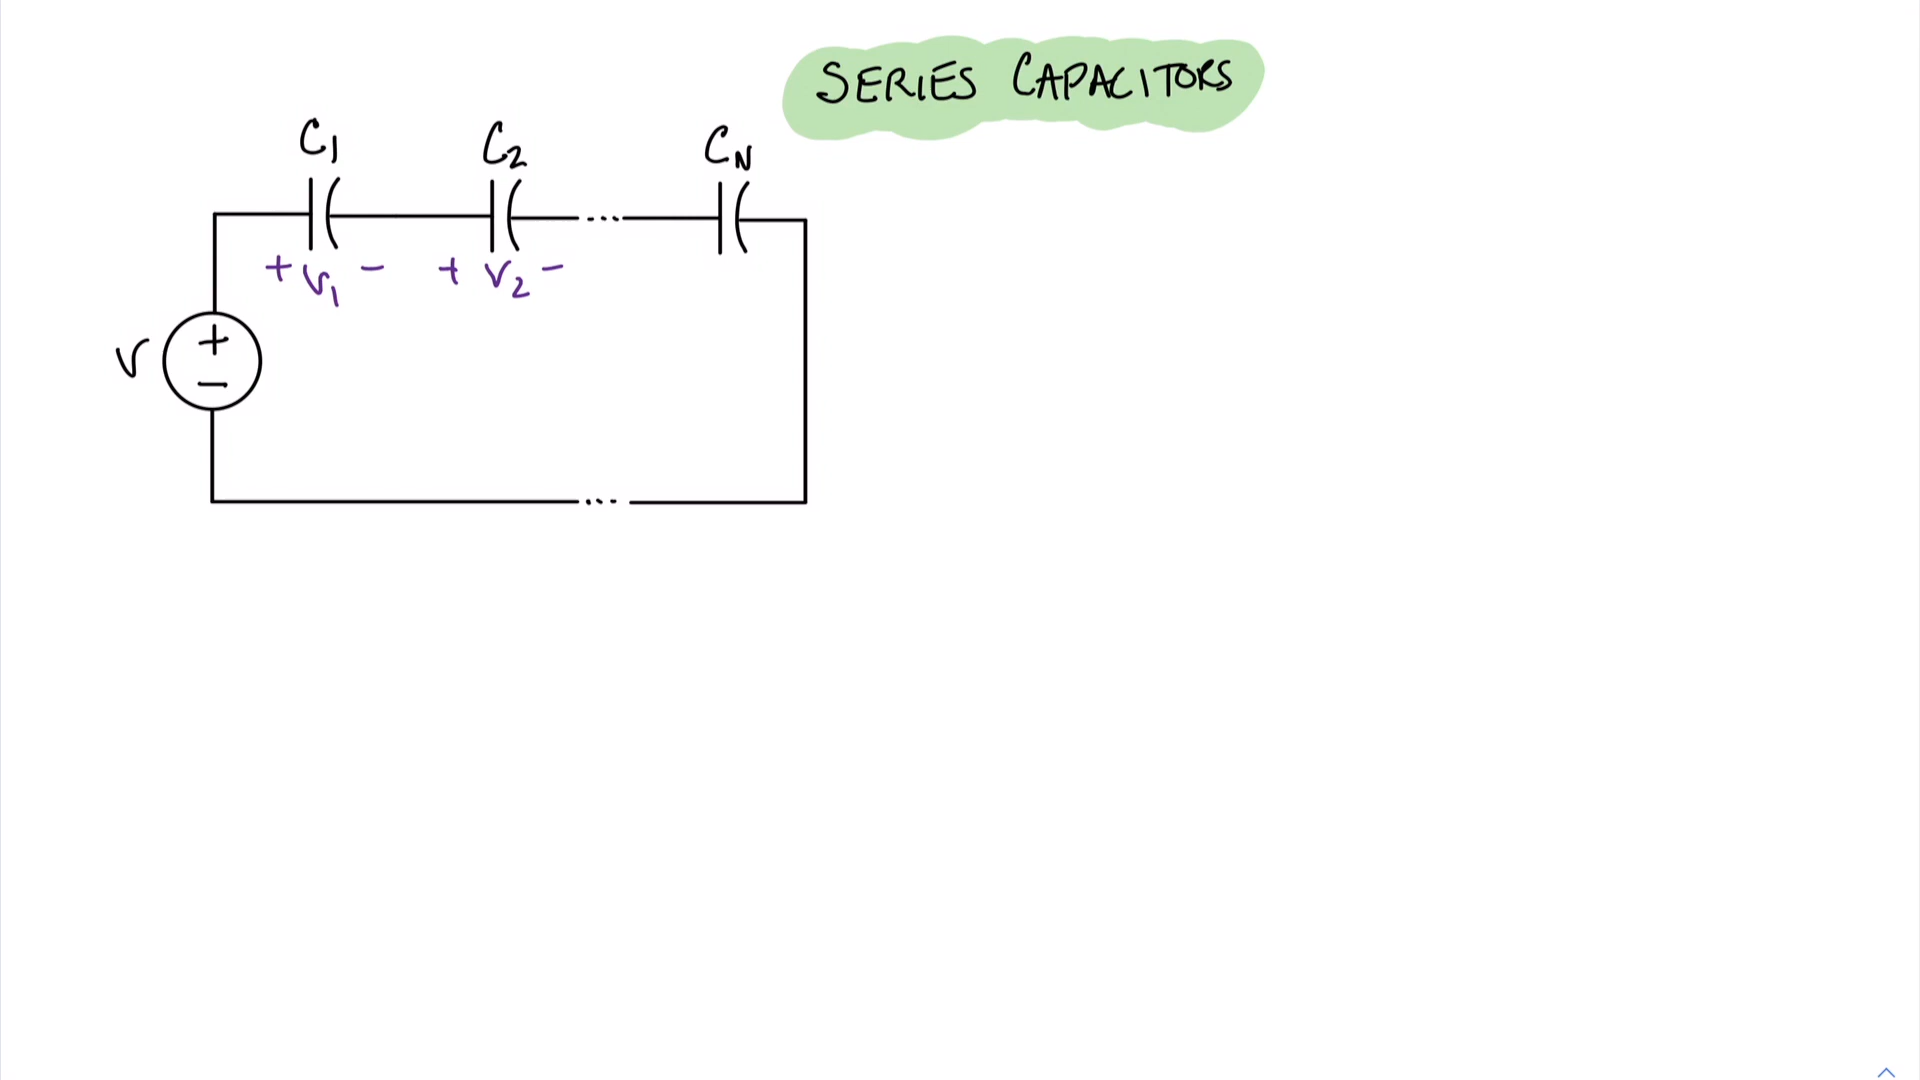 SERIES CAPACITORS
C1 C2 CN
...
+ v1 - + v2 -
v + -
...